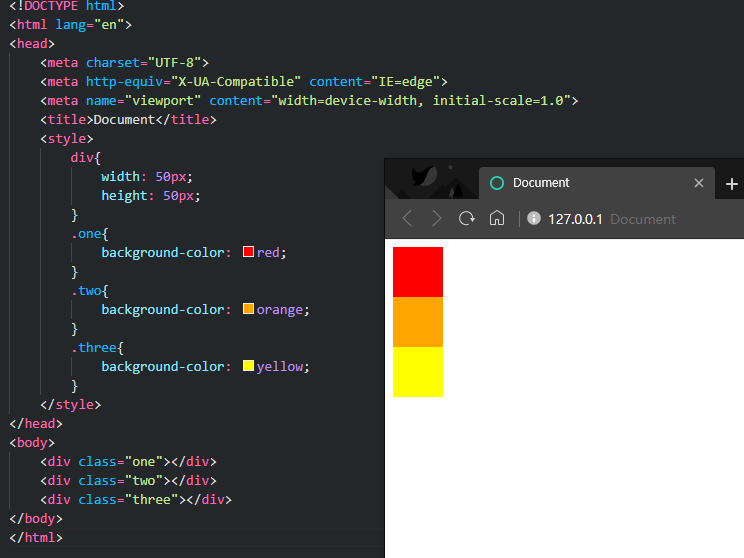 <!DOCTYPE html>
<html lang="en">
<head>
<meta charset="UTF-8">
<meta http-equiv="X-UA-Compatible" content="IE=edge">
<meta name="viewport" content="width=device-width, initial-scale=1.0">
<title>Document</title>
<style>
div{
width: 50px;
height: 50px;
}
.one{
background-color: red;
}
.two{
background-color: orange;
}
.three{
background-color: yellow;
}
</style>
</head>
<body>
<div class="one"></div>
<div class="two"></div>
<div class="three"></div>
</body>
</html>
Document
127.0.0.1 Document